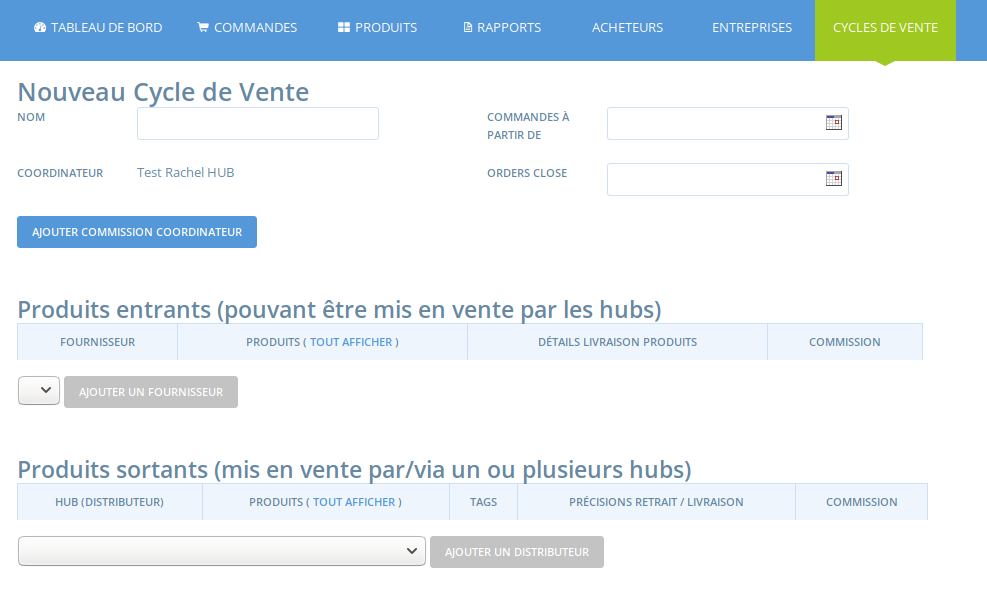 TABLEAU DE BORD COMMANDES PRODUITS RAPPORTS ACHETEURS ENTREPRISES CYCLES DE VENTE
Nouveau Cycle de Vente
NOM
COMMANDES À PARTIR DE
COORDINATEUR Test Rachel HUB
ORDERS CLOSE
AJOUTER COMMISSION COORDINATEUR
Produits entrants (pouvant être mis en vente par les hubs)
FOURNISSEUR PRODUITS ( TOUT AFFICHER ) DÉTAILS LIVRAISON PRODUITS COMMISSION
AJOUTER UN FOURNISSEUR
Produits sortants (mis en vente par/via un ou plusieurs hubs)
HUB (DISTRIBUTEUR) PRODUITS ( TOUT AFFICHER ) TAGS PRÉCISIONS RETRAIT / LIVRAISON COMMISSION
AJOUTER UN DISTRIBUTEUR